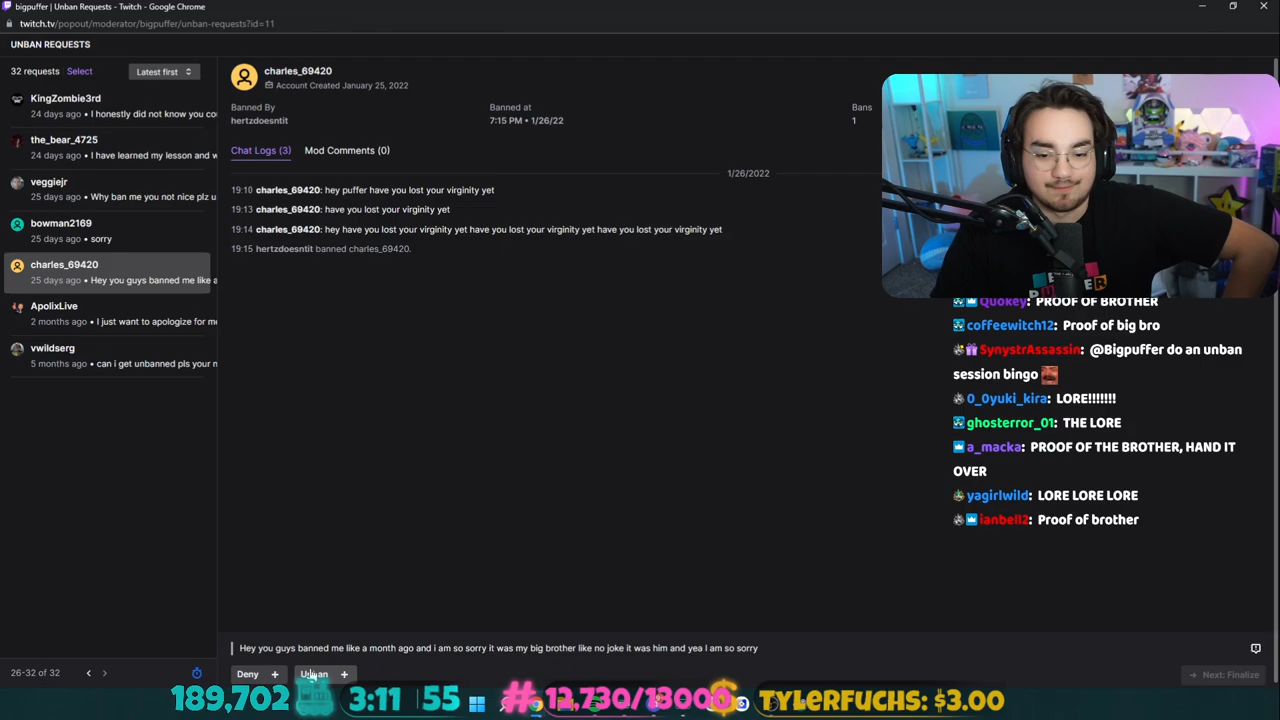 bigpuffer | Unban Requests - Twitch - Google Chrome
twitch.tv/popout/moderator/bigpuffer/unban-requests?id=11
UNBAN REQUESTS
32 requests Select Latest first
KingZombie3rd
24 days ago • I honestly did not know you cou
the_bear_4725
24 days ago • I have learned my lesson and w
veggiejr
25 days ago • Why ban me you not nice plz u
bowman2169
25 days ago • sorry
charles_69420
25 days ago • Hey you guys banned me like a
ApolixLive
2 months ago • I just want to apologize for me
vwildserg
5 months ago • can i get unbanned pls your n
26-32 of 32
charles_69420
Account Created January 25, 2022
Banned By Banned at Bans
hertzdoesntit 7:15 PM • 1/26/22 1
Chat Logs (3) Mod Comments (0)
1/26/2022
19:10 charles_69420: hey puffer have you lost your virginity yet
19:13 charles_69420: have you lost your virginity yet
19:14 charles_69420: hey have you lost your virginity yet have you lost your virginity yet have you lost your virginity yet
19:15 hertzdoesntit banned charles_69420.
Quokey: PROOF OF BROTHER
coffeewitch12: Proof of big bro
SynystrAssassin: @Bigpuffer do an unban
session bingo
0_0yuki_kira: LORE!!!!!!!
ghosterror_01: THE LORE
a_macka: PROOF OF THE BROTHER, HAND IT
OVER
yagirlwild: LORE LORE LORE
ianbell2: Proof of brother
Hey you guys banned me like a month ago and i am so sorry it was my big brother like no joke it was him and yea I am so sorry
Deny + Unban + Next: Finalize
189,702 3:11 55 # 12,730/13000 TYLERFUCHS: $3.00